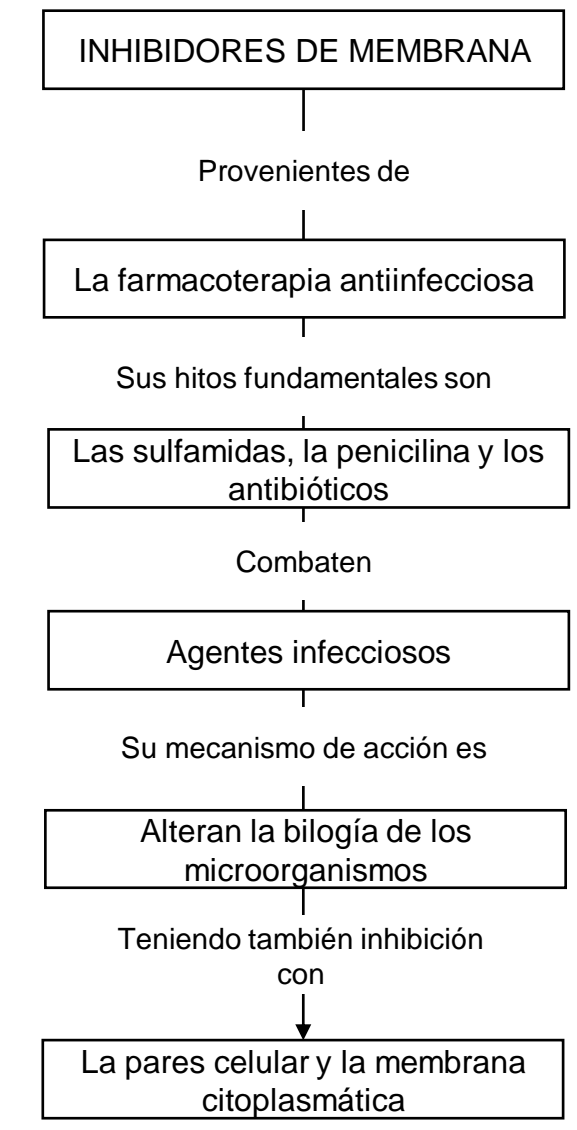 INHIBIDORES DE MEMBRANA
Provenientes de
La farmacoterapia antiinfecciosa
Sus hitos fundamentales son
Las sulfamidas, la penicilina y los
antibióticos
Combaten
Agentes infecciosos
Su mecanismo de acción es
Alteran la bilogía de los
microorganismos
Teniendo también inhibición
con
La pares celular y la membrana
citoplasmática